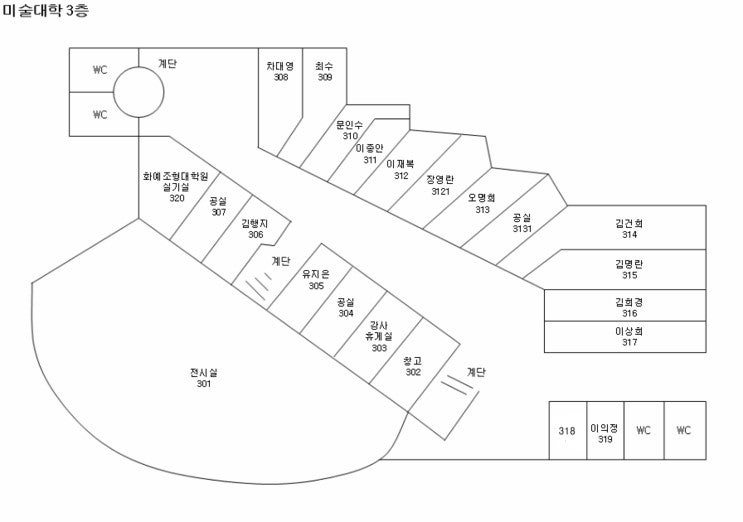 미술대학 3층
WC
계단
WC
차대영
308
최수
309
문인수
310
이종안
311
이재복
312
장영란
3121
오명희
313
공실
3131
김건희
314
김명란
315
김희경
316
이상희
317
화예조형대학원
실기실
320
공실
307
김행지
306
계단
유지은
305
공실
304
강사
휴게실
303
창고
302
계단
전시실
301
318
이의정
319
WC
WC